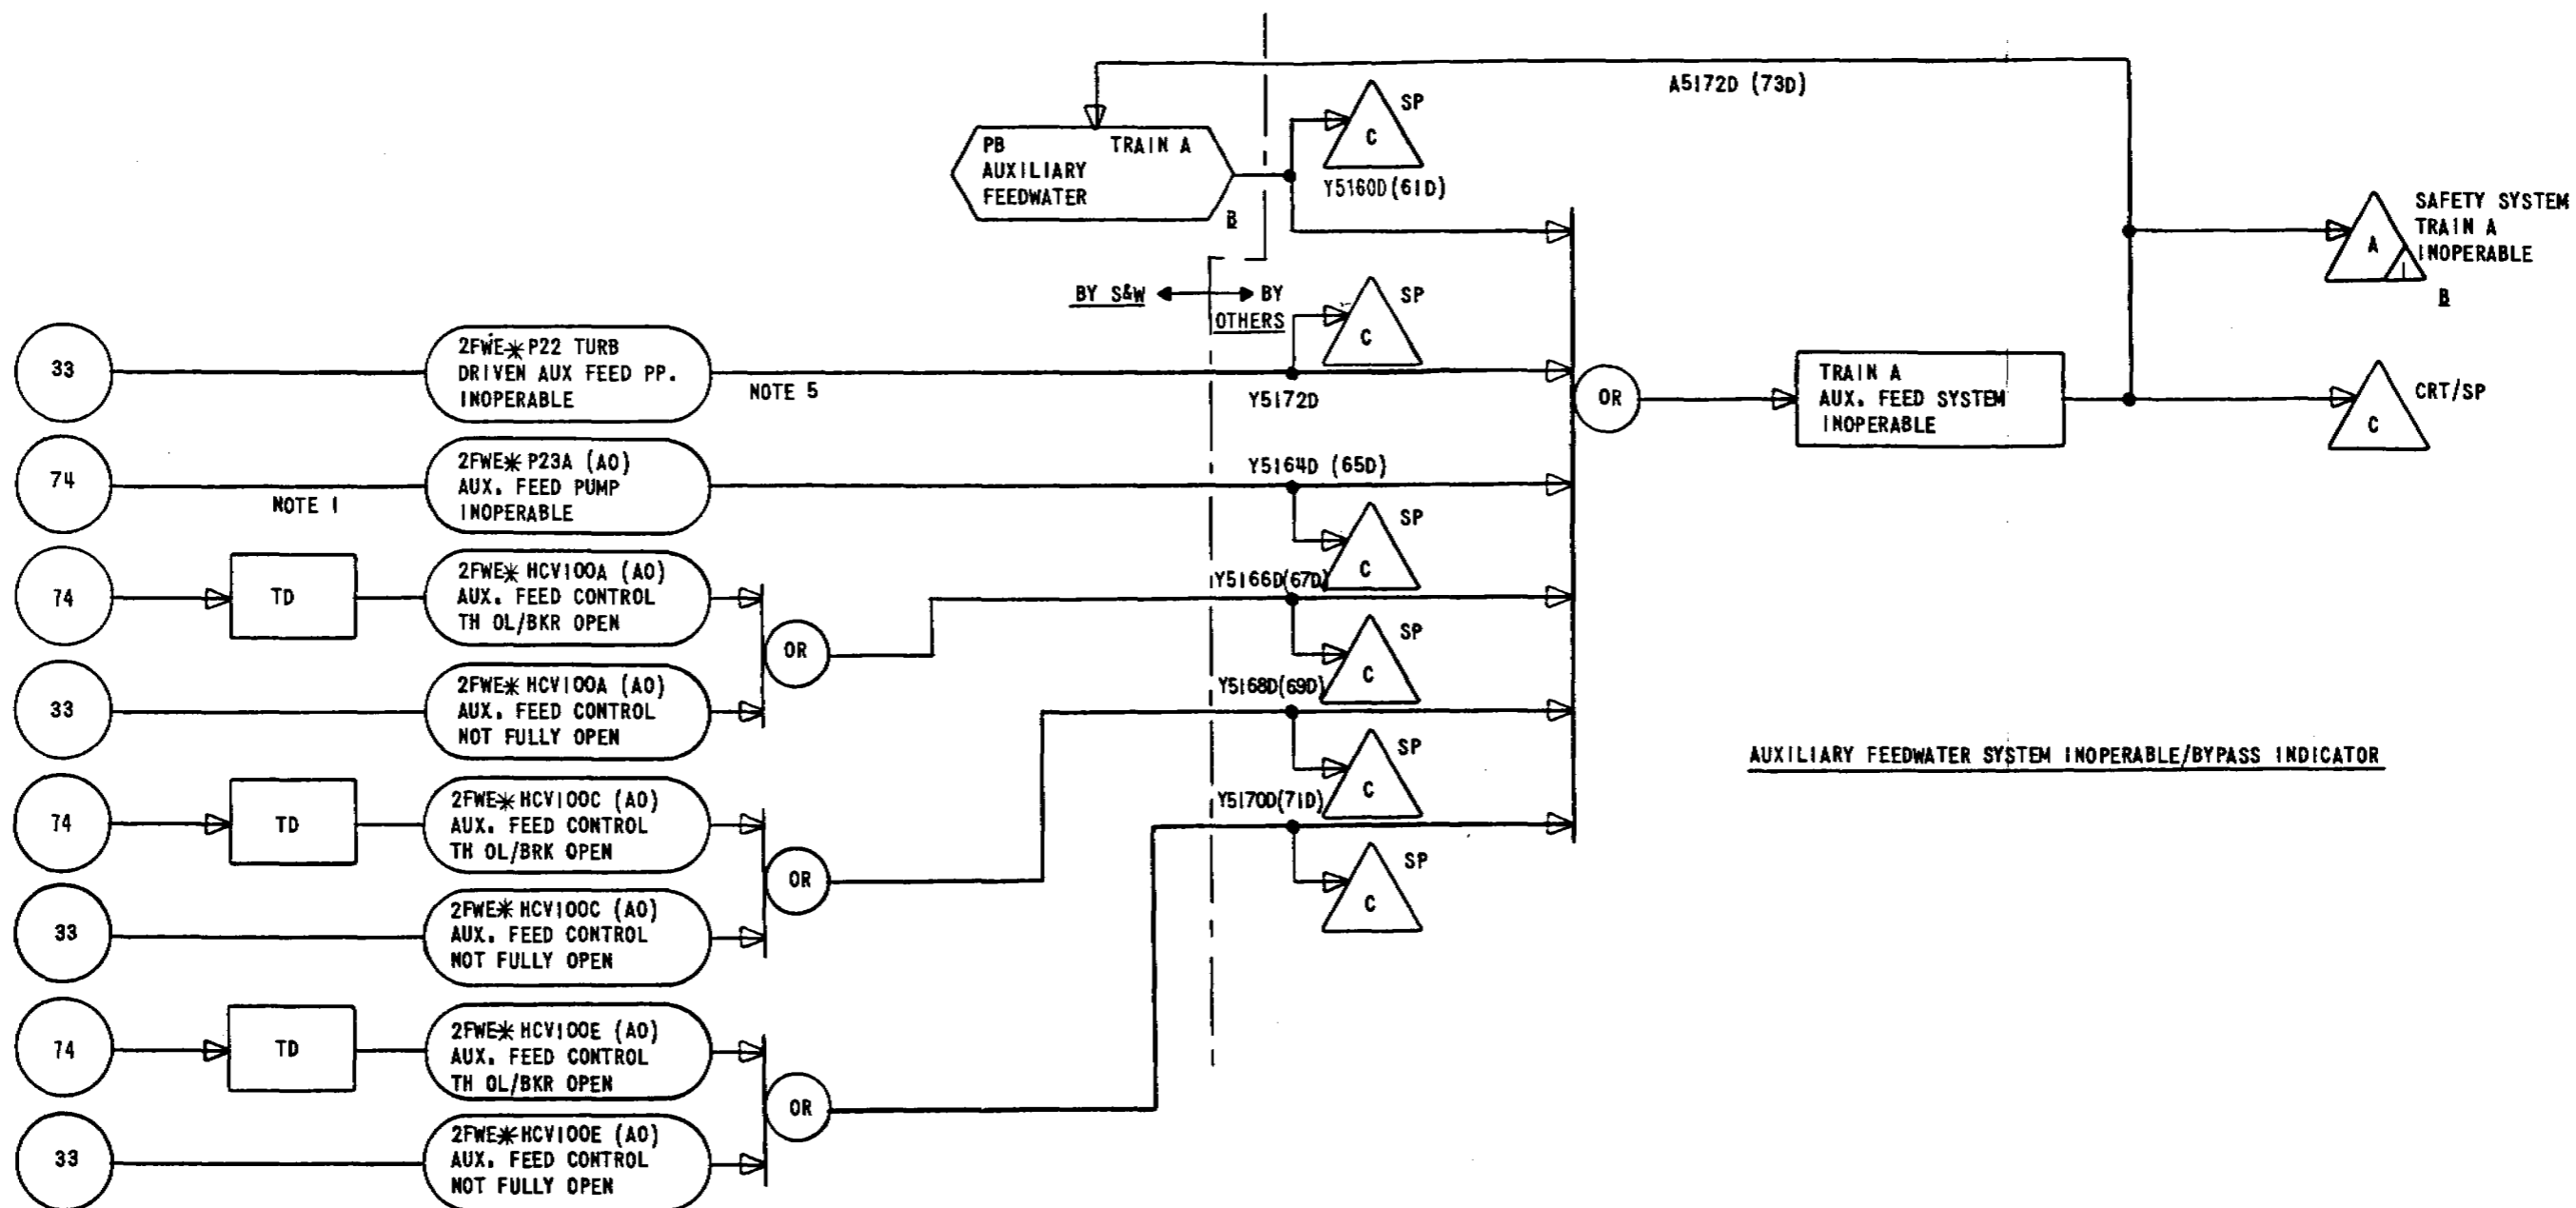 A5172D (73D)
SP
C
Y5160D(61D)
PB TRAIN A
AUXILIARY
FEEDWATER
B
SAFETY SYSTEM
TRAIN A
INOPERABLE
A
1
B
BY S&W
BY
OTHERS
SP
C
33
2FWE* P22 TURB
DRIVEN AUX FEED PP.
INOPERABLE
NOTE 5
Y5172D
OR
TRAIN A
AUX. FEED SYSTEM
INOPERABLE
CRT/SP
C
74
NOTE 1
2FWE* P23A (AO)
AUX. FEED PUMP
INOPERABLE
Y5164D (65D)
SP
C
74
TD
2FWE* HCV100A (AO)
AUX. FEED CONTROL
TH OL/BKR OPEN
OR
Y5166D(67D)
SP
C
33
2FWE* HCV100A (AO)
AUX. FEED CONTROL
NOT FULLY OPEN
Y5168D(69D)
SP
C
AUXILIARY FEEDWATER SYSTEM INOPERABLE/BYPASS INDICATOR
74
TD
2FWE* HCV100C (AO)
AUX. FEED CONTROL
TH OL/BRK OPEN
OR
Y5170D(71D)
SP
C
33
2FWE* HCV100C (AO)
AUX. FEED CONTROL
NOT FULLY OPEN
74
TD
2FWE* HCV100E (AO)
AUX. FEED CONTROL
TH OL/BKR OPEN
OR
33
2FWE* HCV100E (AO)
AUX. FEED CONTROL
NOT FULLY OPEN